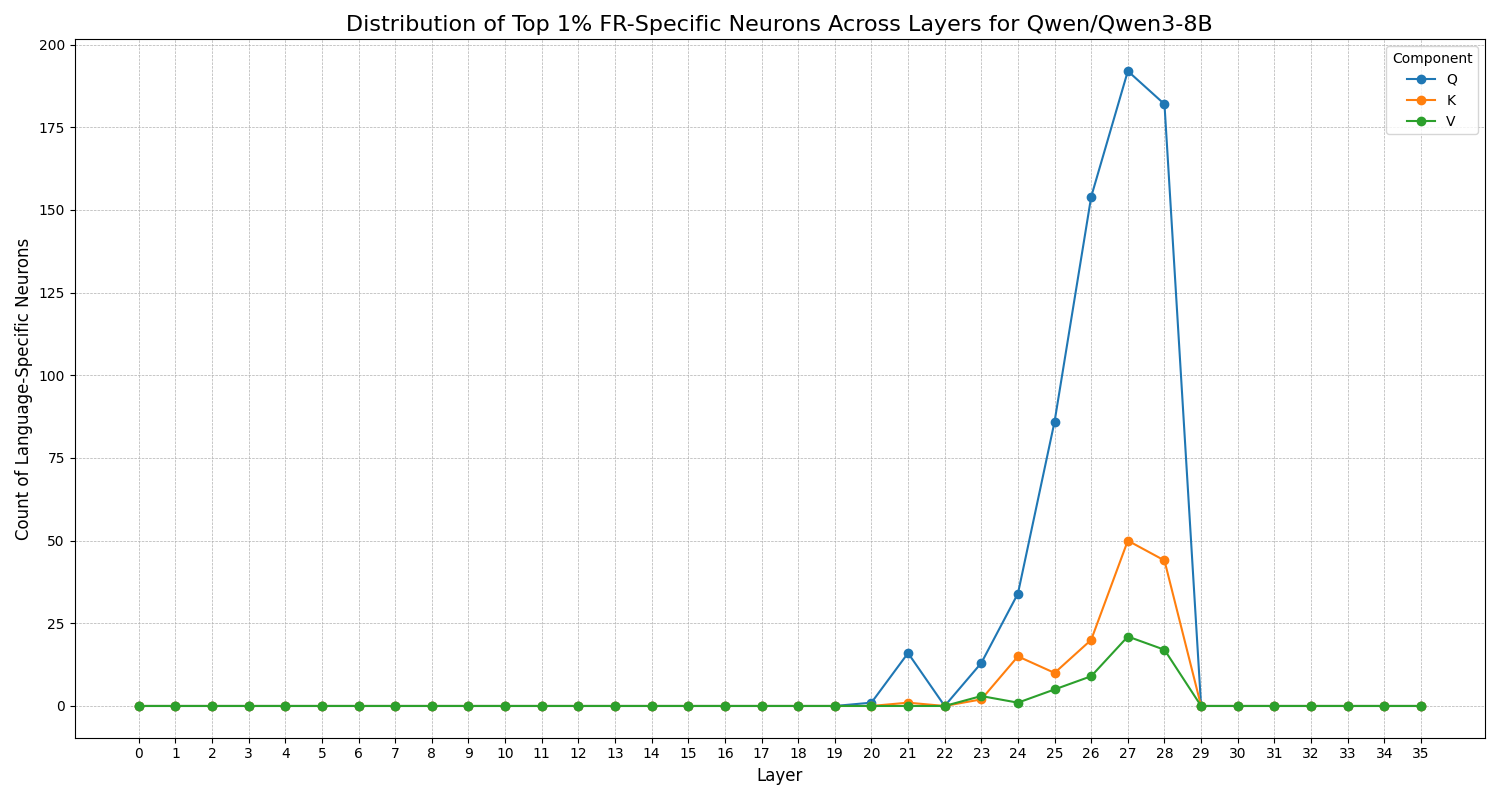 Distribution of Top 1% FR-Specific Neurons Across Layers for Qwen/Qwen3-8B
Component
Q
K
V
Count of Language-Specific Neurons
200
175
150
125
100
75
50
25
0
0 1 2 3 4 5 6 7 8 9 10 11 12 13 14 15 16 17 18 19 20 21 22 23 24 25 26 27 28 29 30 31 32 33 34 35
Layer